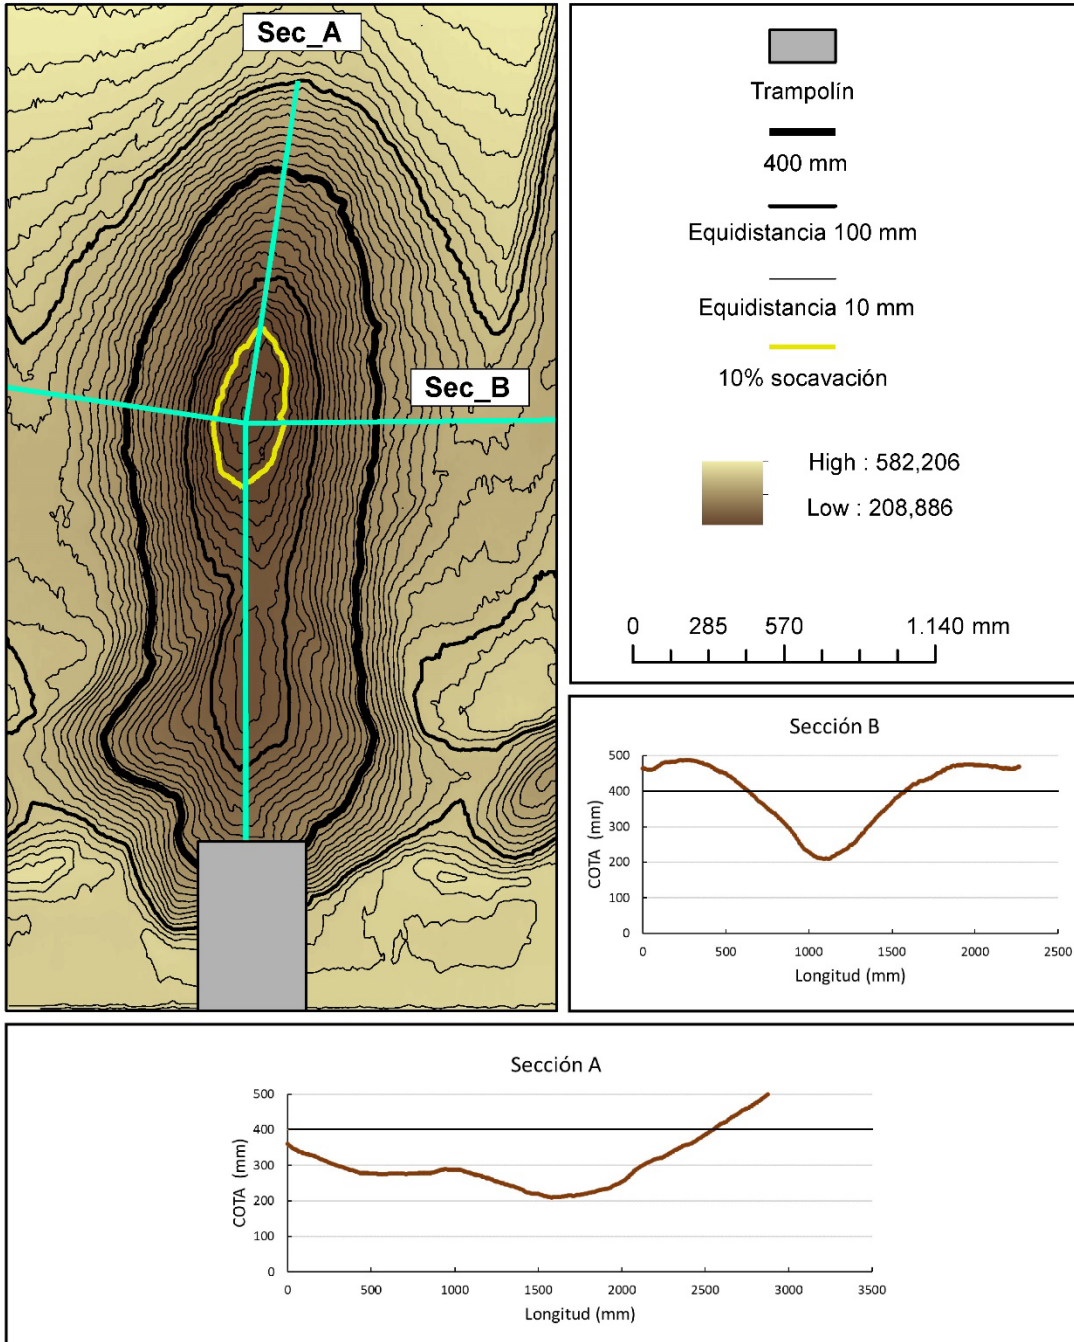 Sec_A
Sec_B
Trampolín
400 mm
Equidistancia 100 mm
Equidistancia 10 mm
10% socavación
High : 582,206
Low : 208,886
0 285 570 1.140 mm
Sección B
500
400
300
200
100
0
COTA (mm)
0 500 1000 1500 2000 2500
Longitud (mm)
Sección A
500
400
300
200
100
0
COTA (mm)
0 500 1000 1500 2000 2500 3000 3500
Longitud (mm)